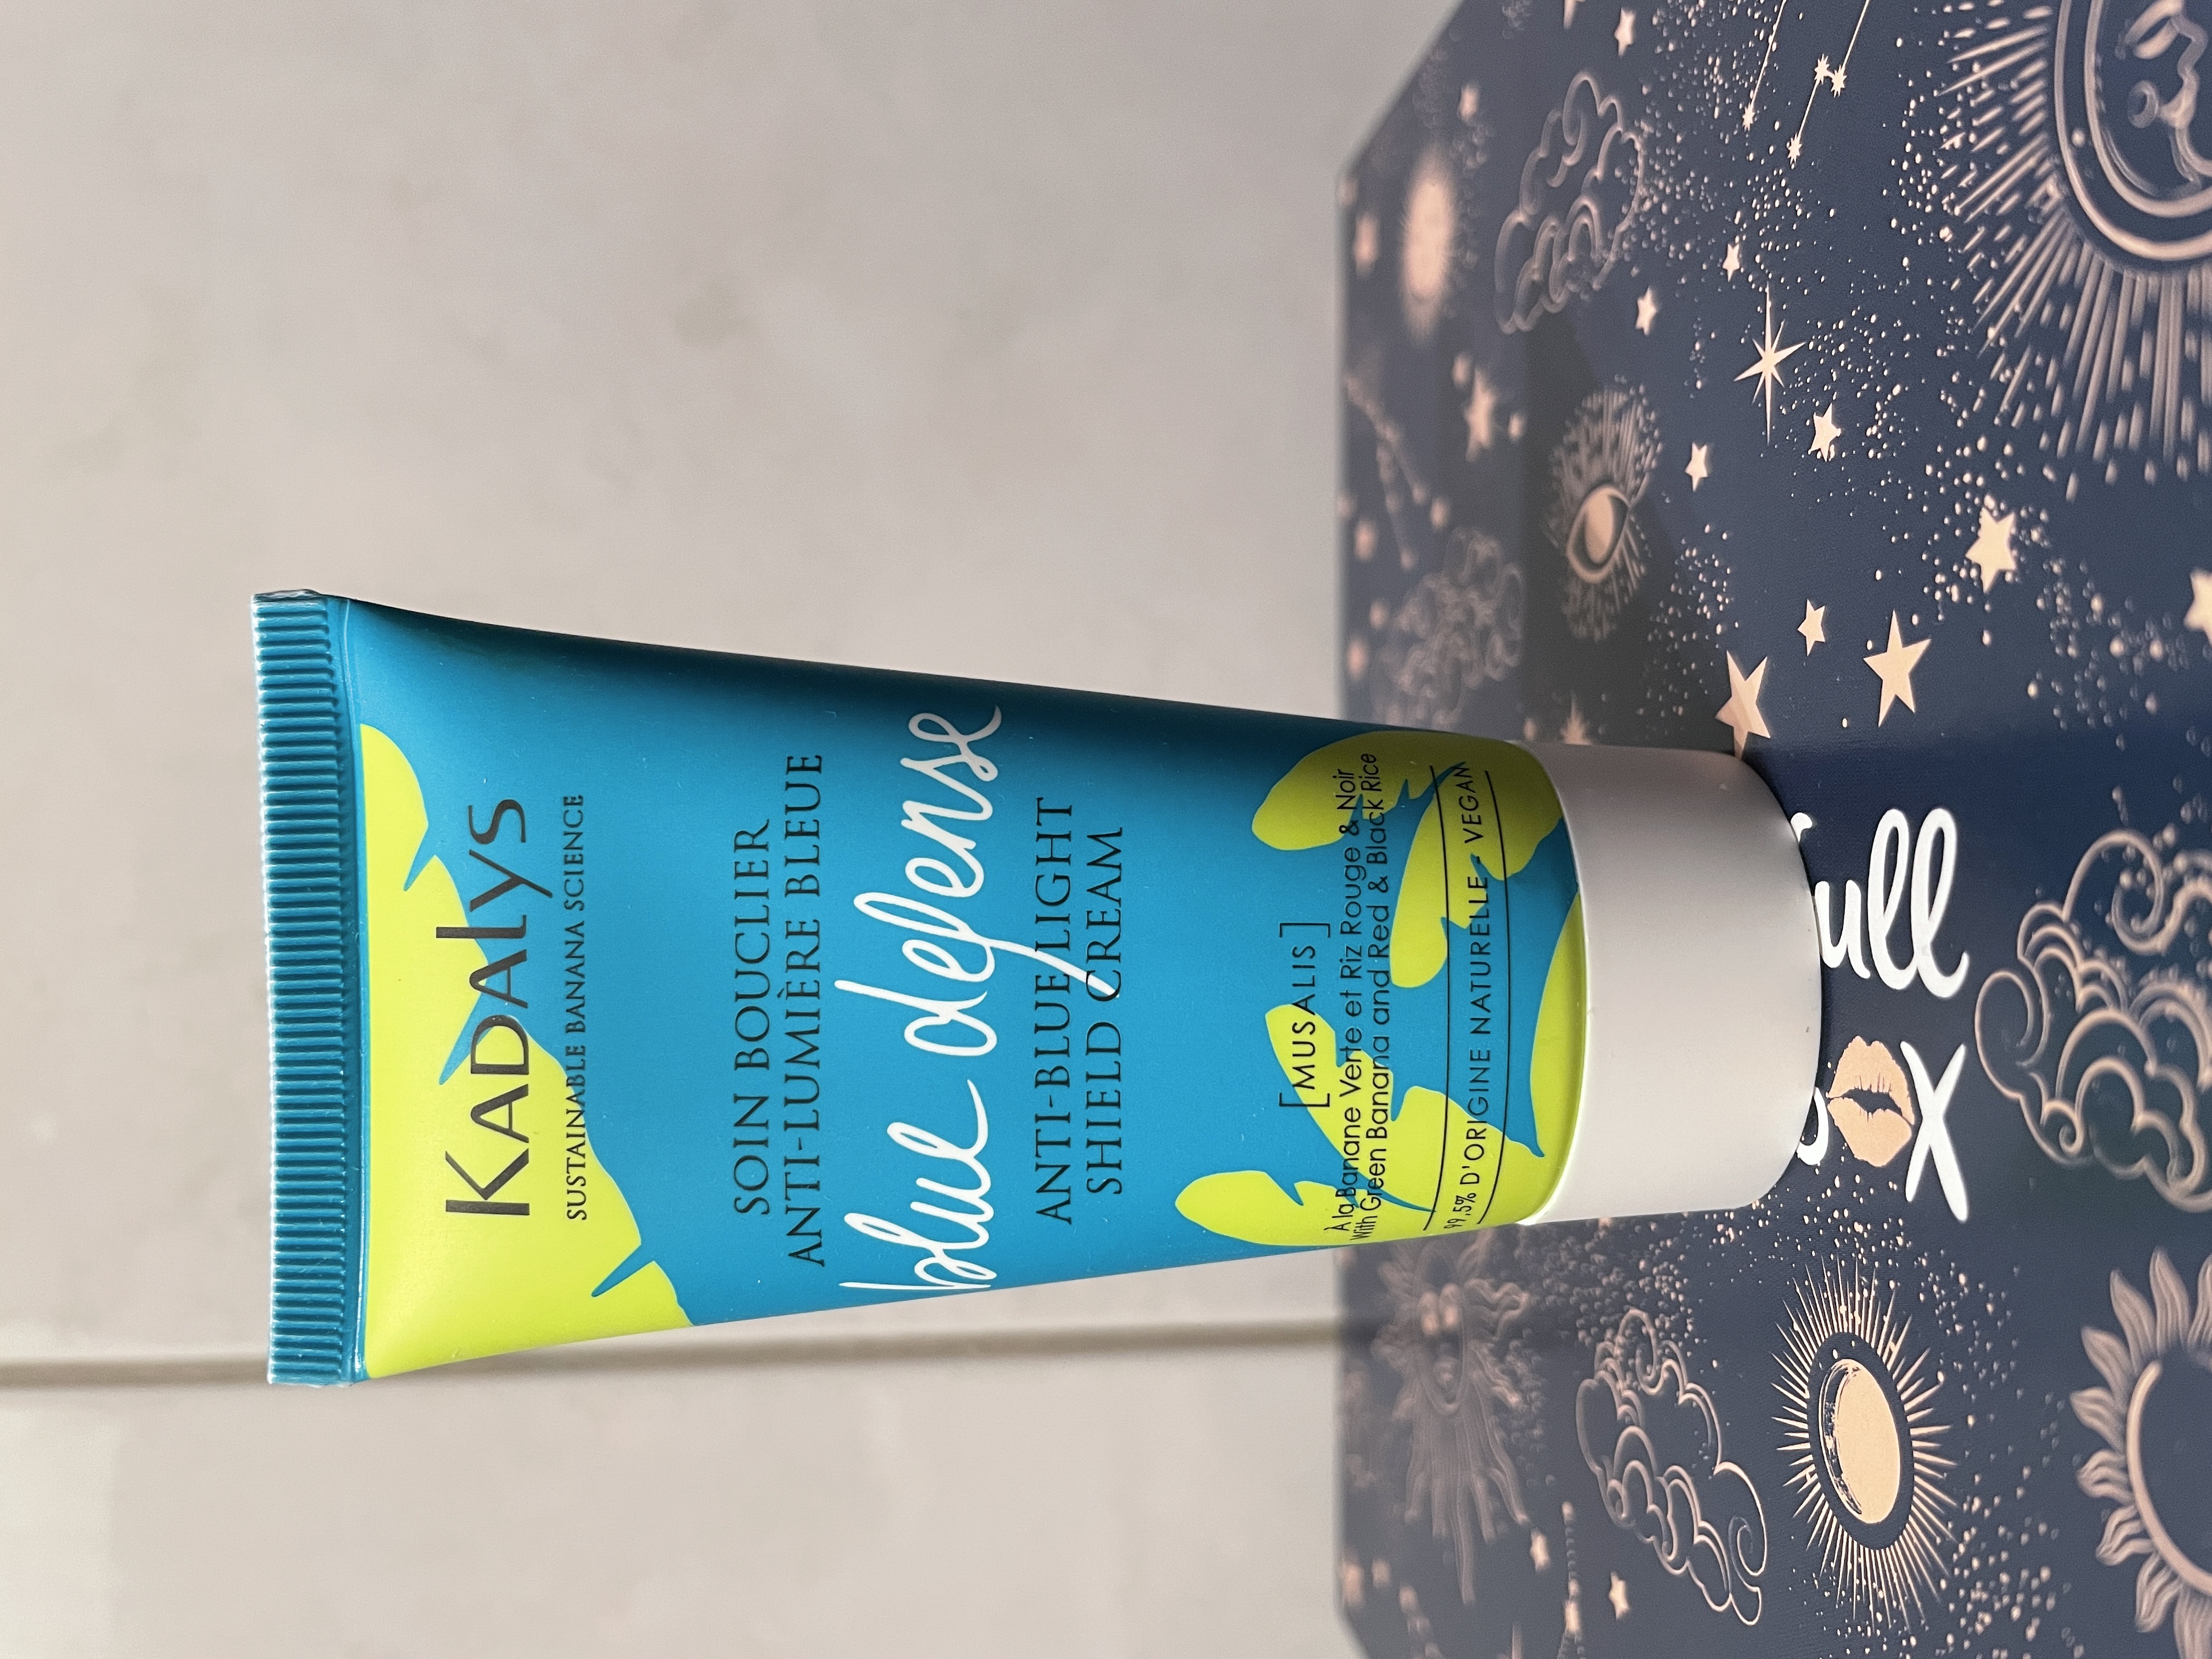 KADALYS
SUSTAINABLE BANANA SCIENCE
SOIN BOUCLIER
ANTI-LUMIÈRE BLEUE
blue defense
ANTI-BLUE LIGHT
SHIELD CREAM
[MUSALIS]
À la Banane Verte et Riz Rouge & Noir
With Green Banana and Red & Black Rice
99,5% D'ORIGINE NATURELLE - VEGAN